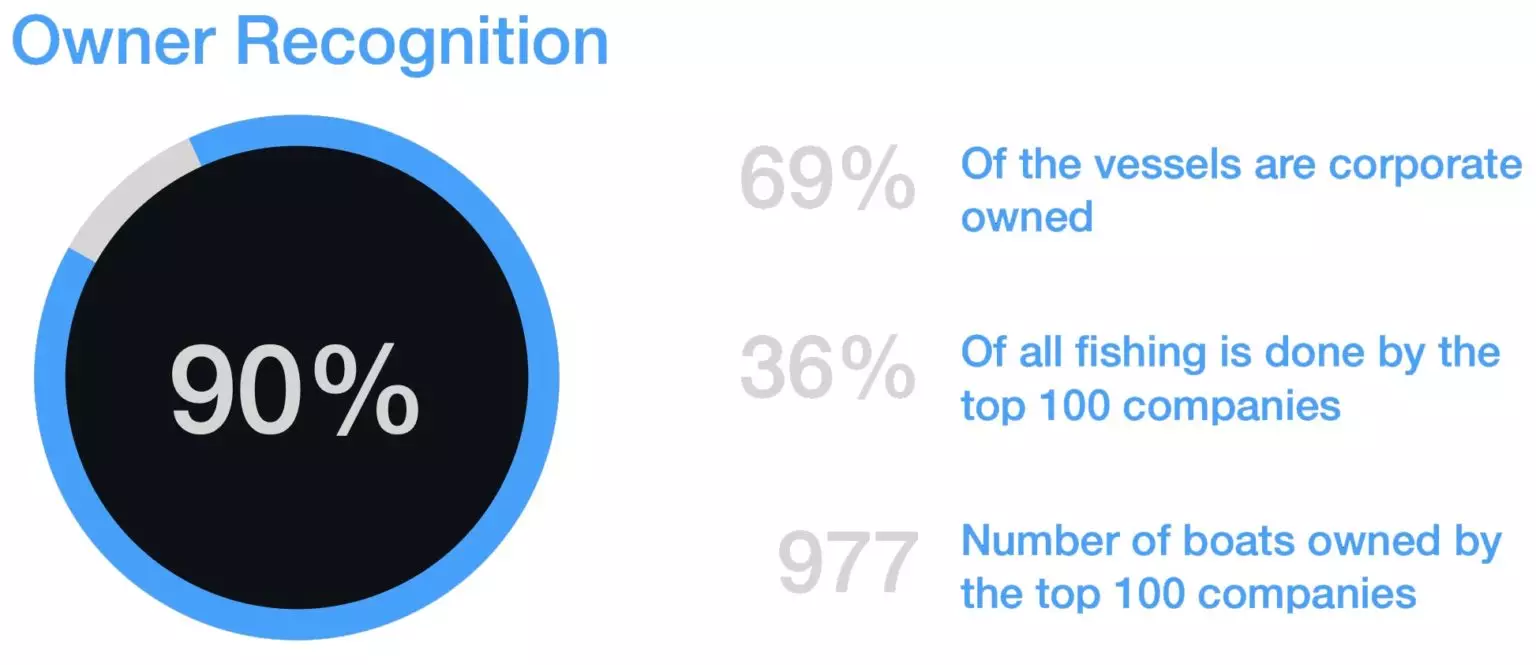 Owner Recognition
90%
69%
Of the vessels are corporate
owned
36%
Of all fishing is done by the
top 100 companies
977
Number of boats owned by
the top 100 companies